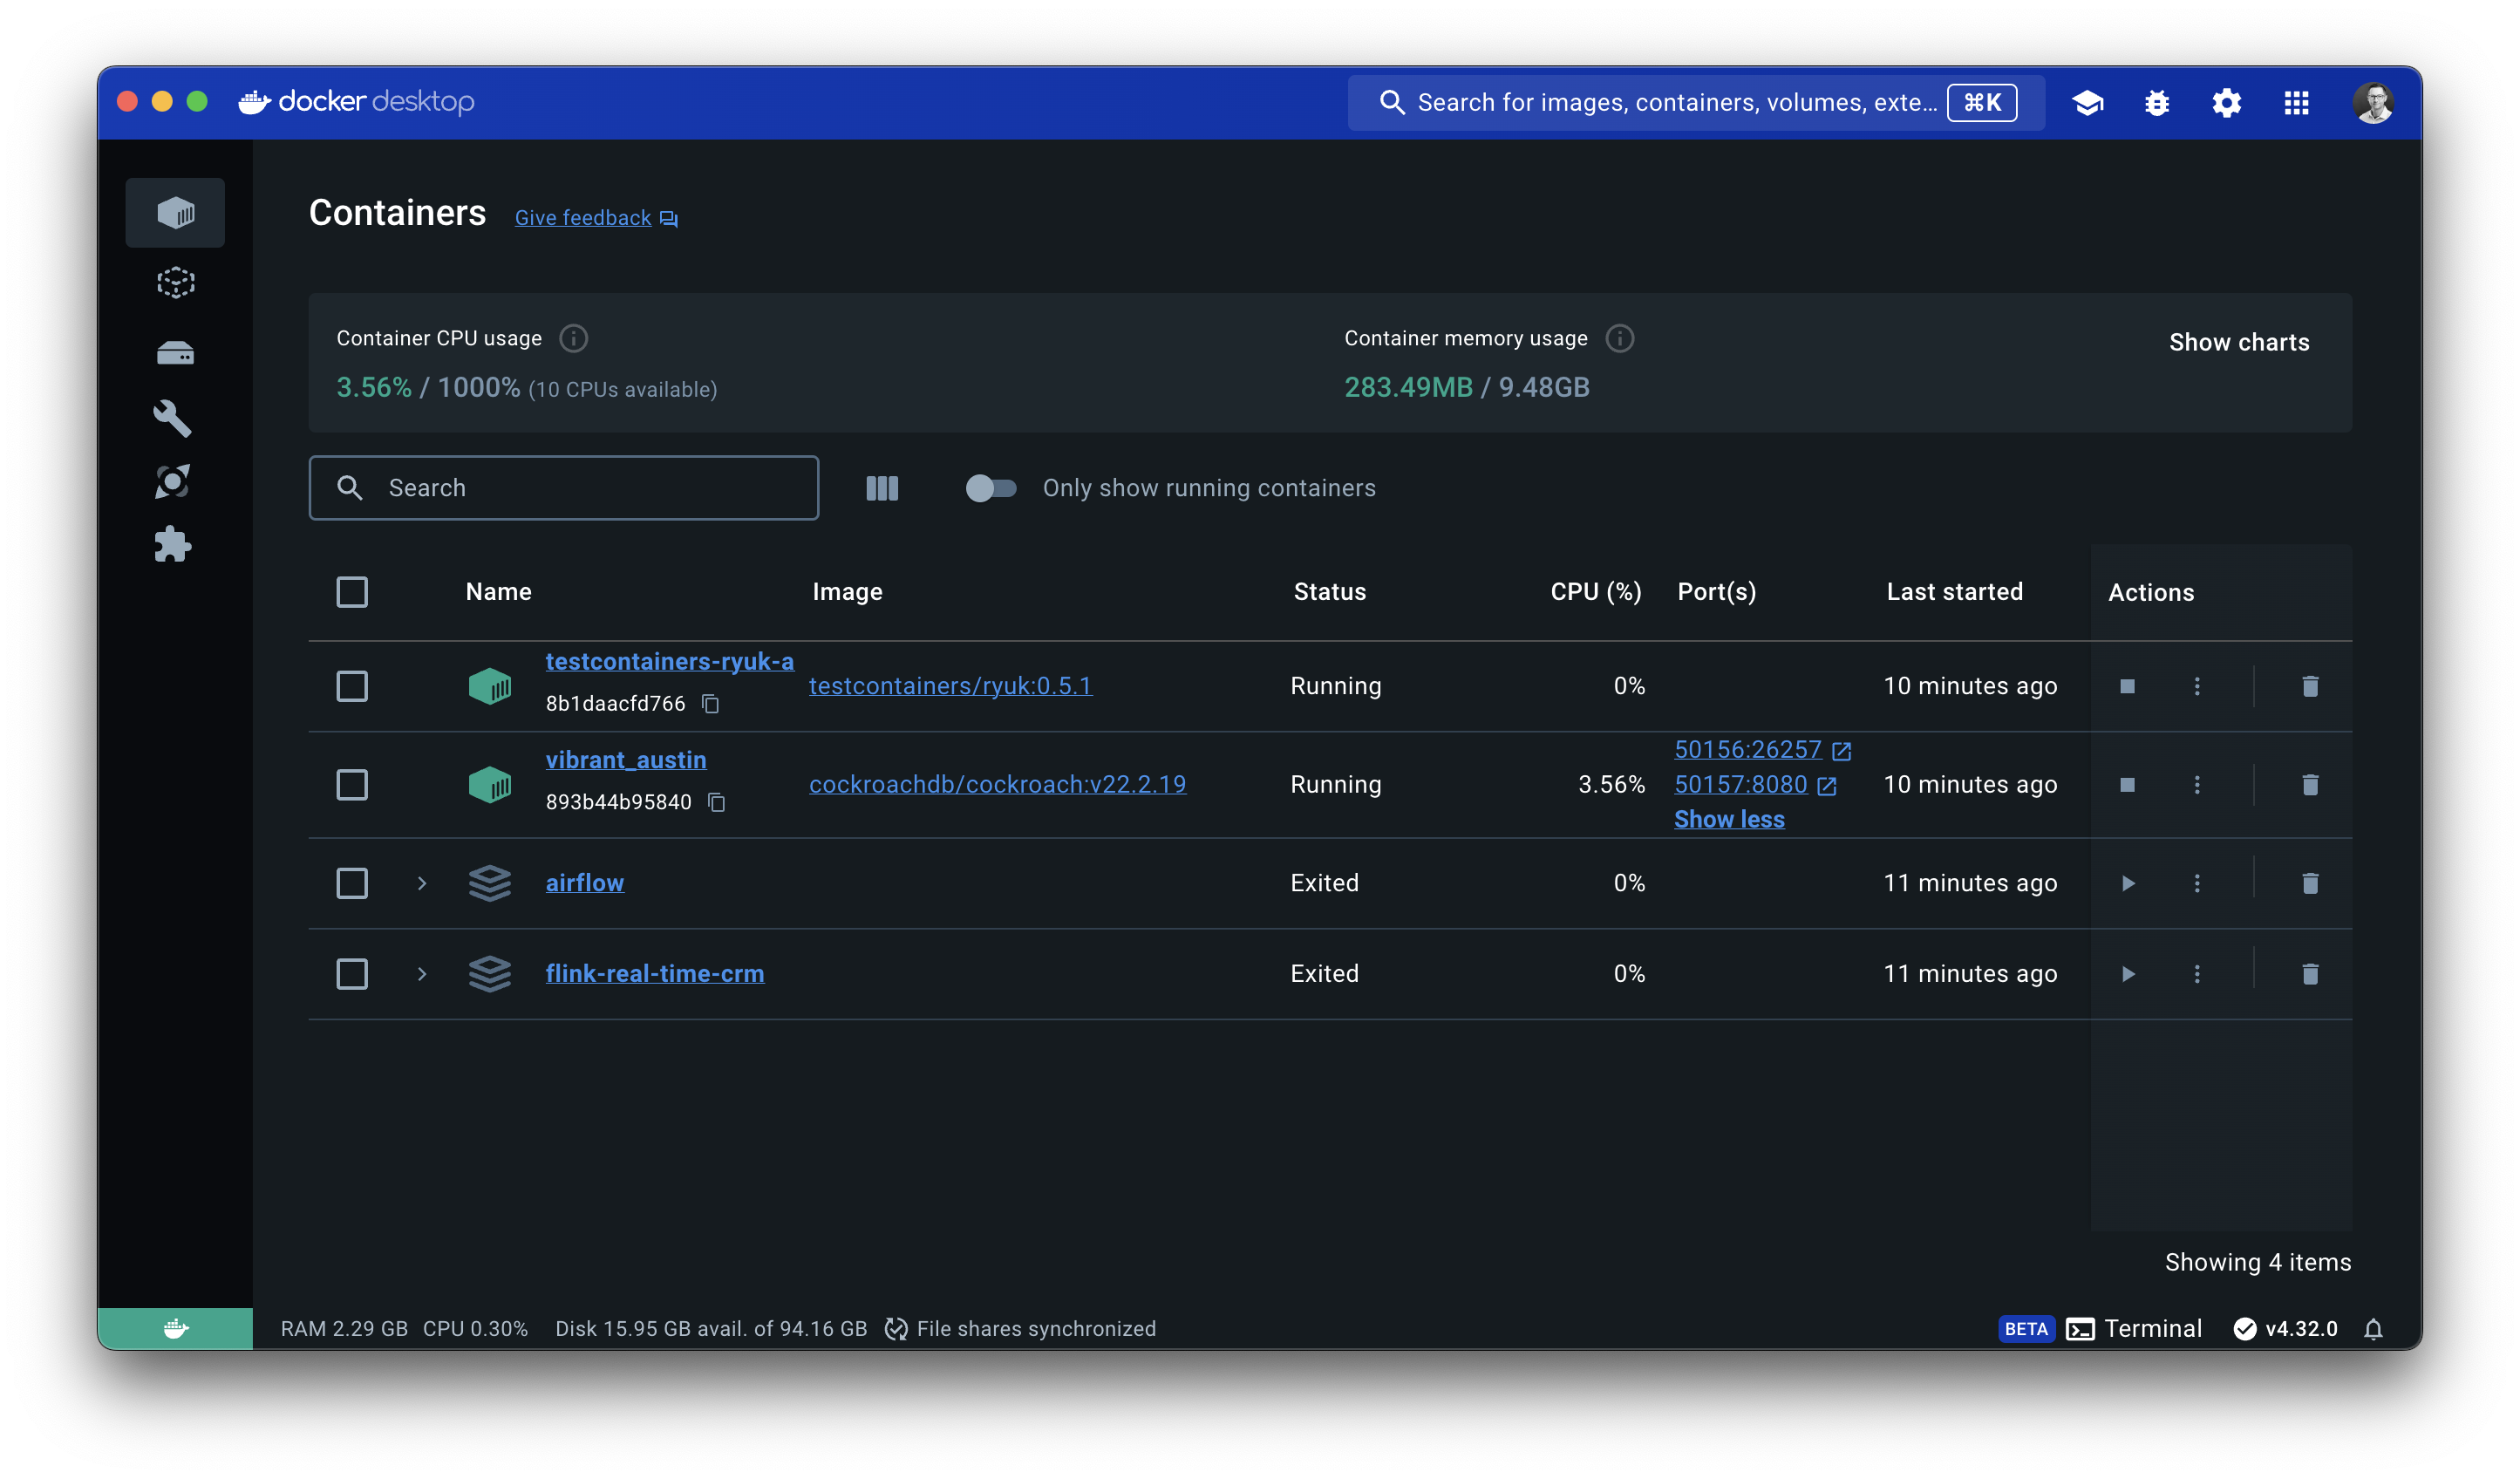 docker desktop
Search for images, containers, volumes, exte... ⌘K
Containers Give feedback
Container CPU usage
3.56% / 1000% (10 CPUs available)
Container memory usage
283.49MB / 9.48GB
Show charts
Search
Only show running containers
Name Image Status CPU (%) Port(s) Last started Actions
testcontainers-ryuk-a
8b1daacfd766
testcontainers/ryuk:0.5.1 Running 0% 10 minutes ago
vibrant_austin
893b44b95840
cockroachdb/cockroach:v22.2.19 Running 3.56%
50156:26257
50157:8080
Show less
10 minutes ago
airflow Exited 0% 11 minutes ago
flink-real-time-crm Exited 0% 11 minutes ago
Showing 4 items
RAM 2.29 GB CPU 0.30% Disk 15.95 GB avail. of 94.16 GB File shares synchronized BETA Terminal v4.32.0